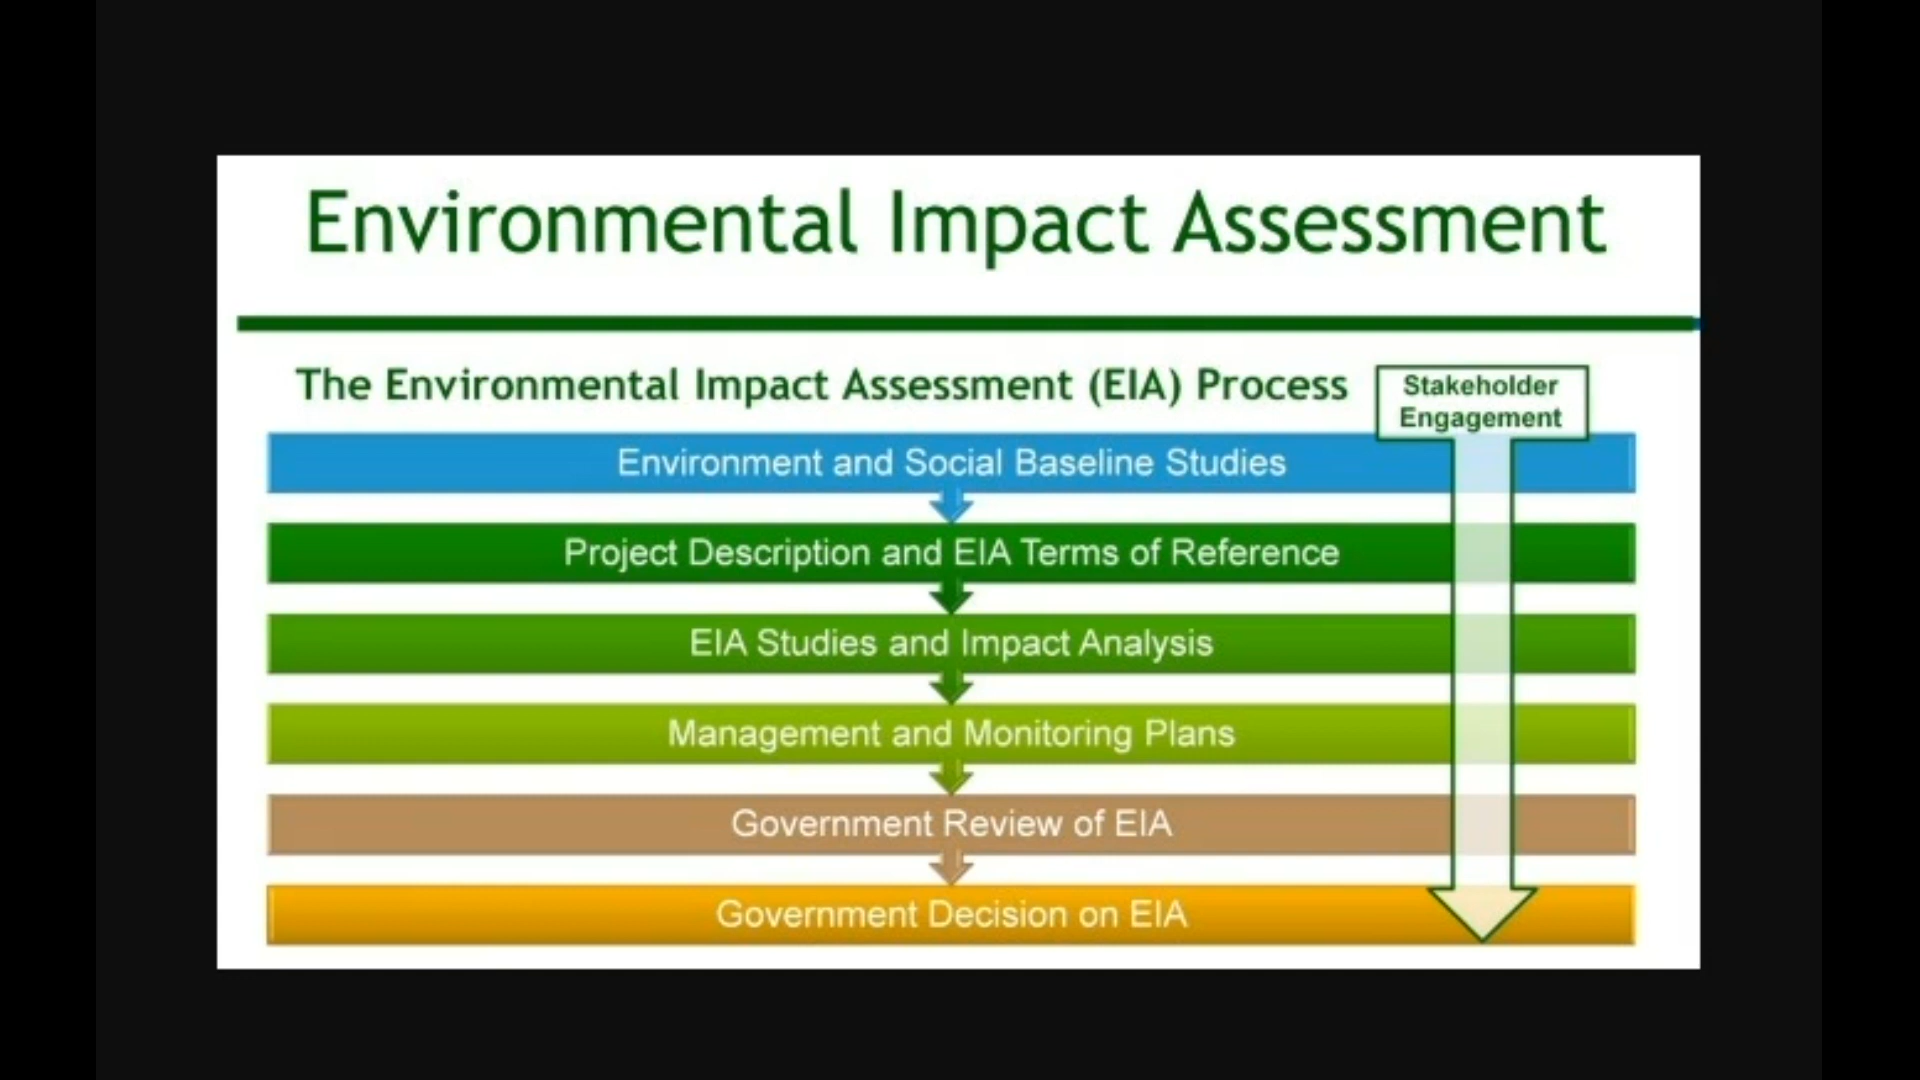 Environmental Impact Assessment
The Environmental Impact Assessment (EIA) Process
Stakeholder
Engagement
Environment and Social Baseline Studies
Project Description and EIA Terms of Reference
EIA Studies and Impact Analysis
Management and Monitoring Plans
Government Review of EIA
Government Decision on EIA